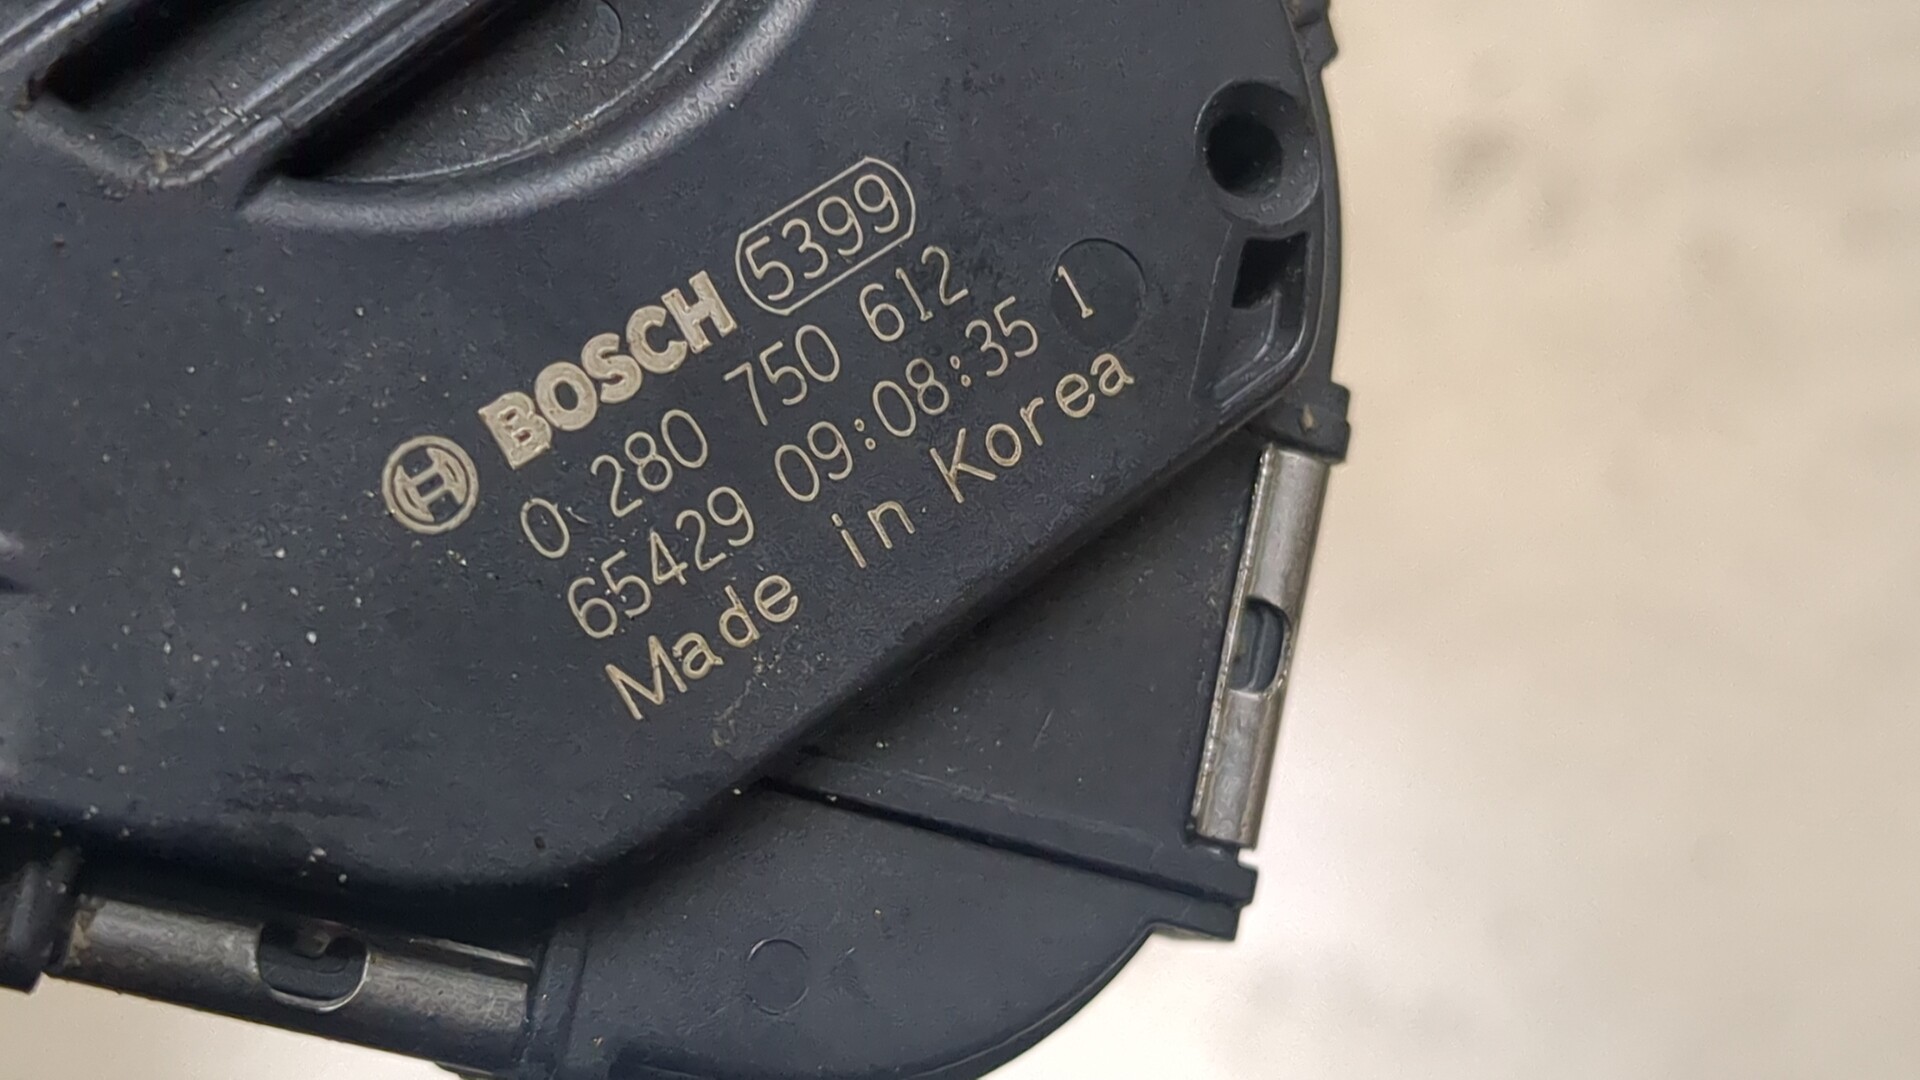 BOSCH 5399
0 280 750 612
65429 09:08:35 1
Made in Korea